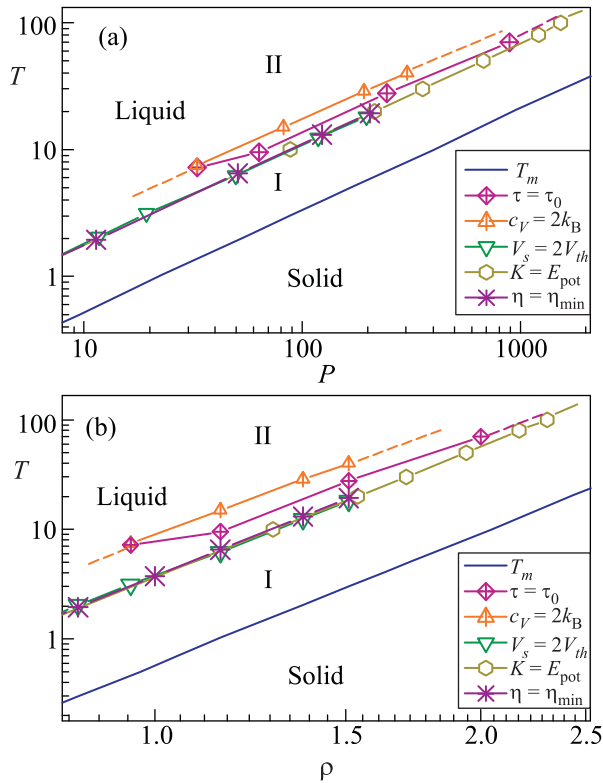 (a)
100
II
T
Liquid
10
I
1
Solid
T_m
τ = τ_0
c_V = 2k_B
V_s = 2V_th
K = E_pot
η = η_min
10
100
1000
P
(b)
100
II
T
Liquid
10
I
1
Solid
T_m
τ = τ_0
c_V = 2k_B
V_s = 2V_th
K = E_pot
η = η_min
1.0
1.5
2.0
2.5
ρ